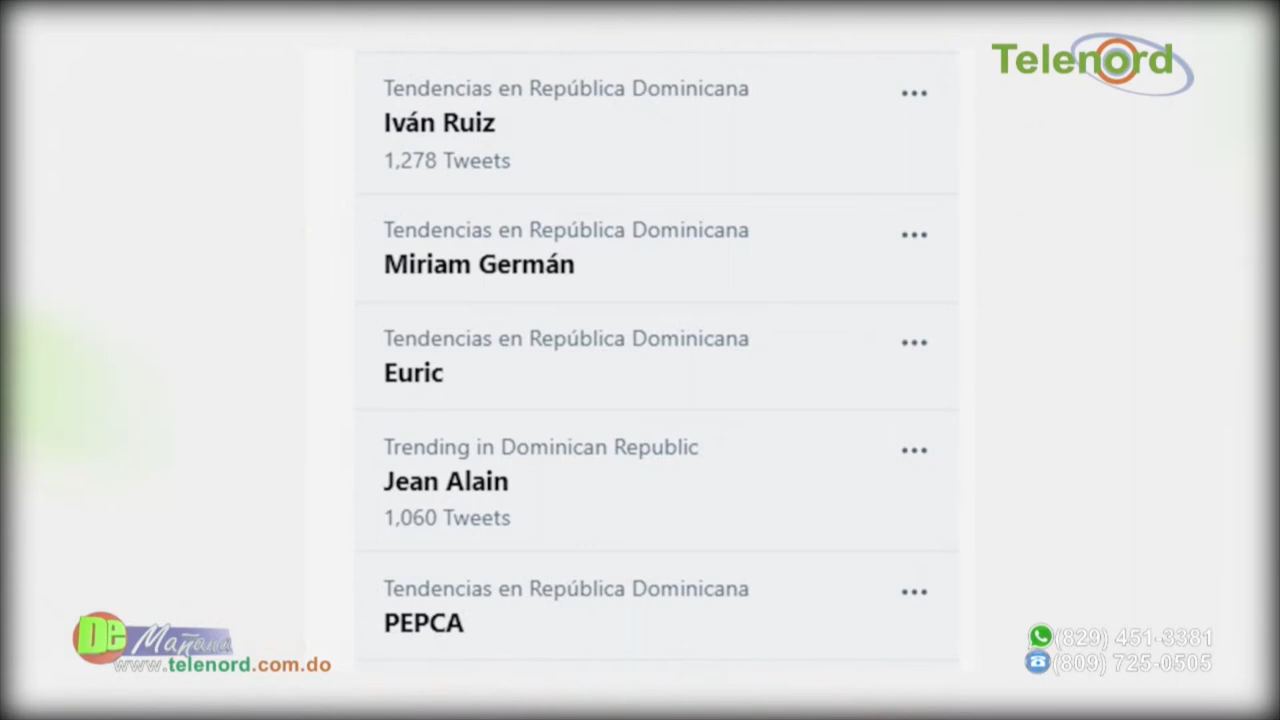 Telenord
Tendencias en República Dominicana
Iván Ruiz
1,278 Tweets
Tendencias en República Dominicana
Miriam Germán
Tendencias en República Dominicana
Euric
Trending in Dominican Republic
Jean Alain
1,060 Tweets
Tendencias en República Dominicana
PEPCA
De Mañana
www.telenord.com.do
(829) 451-3381
(809) 725-0505